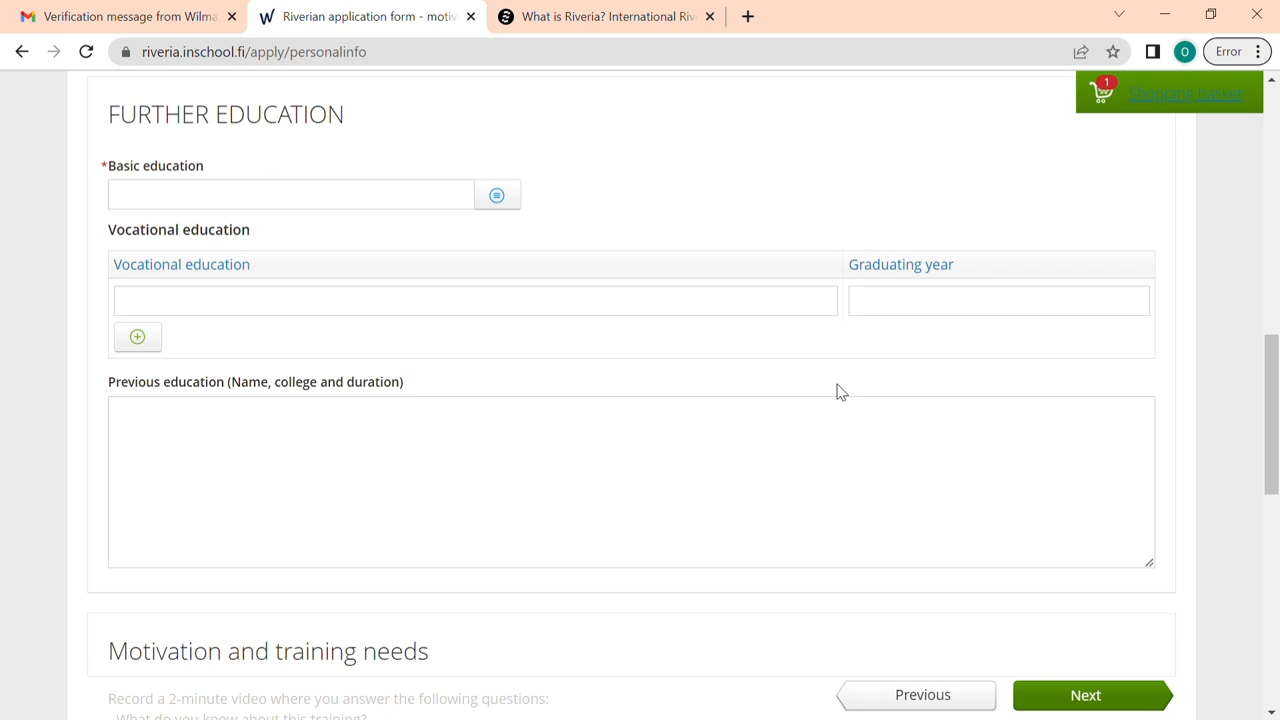 Verification message from Wilma
Riverian application form - motiv
What is Riveria? International Riv
riveria.inschool.fi/apply/personalinfo
O
Error
1
Shopping basket
FURTHER EDUCATION
*Basic education
Vocational education
Vocational education
Graduating year
Previous education (Name, college and duration)
Motivation and training needs
Record a 2-minute video where you answer the following questions:
What do you know about this training?
Previous
Next